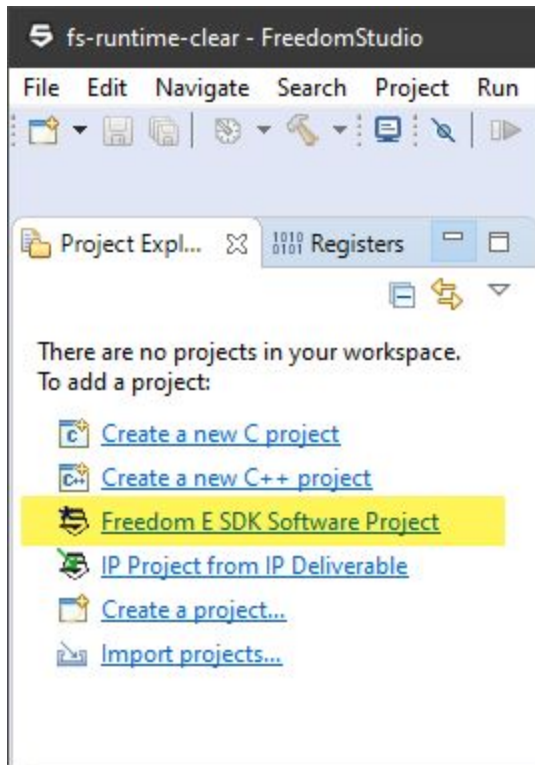 fs-runtime-clear - FreedomStudio
File Edit Navigate Search Project Run
Project Expl... Registers
There are no projects in your workspace.
To add a project:
Create a new C project
Create a new C++ project
Freedom E SDK Software Project
IP Project from IP Deliverable
Create a project...
Import projects...